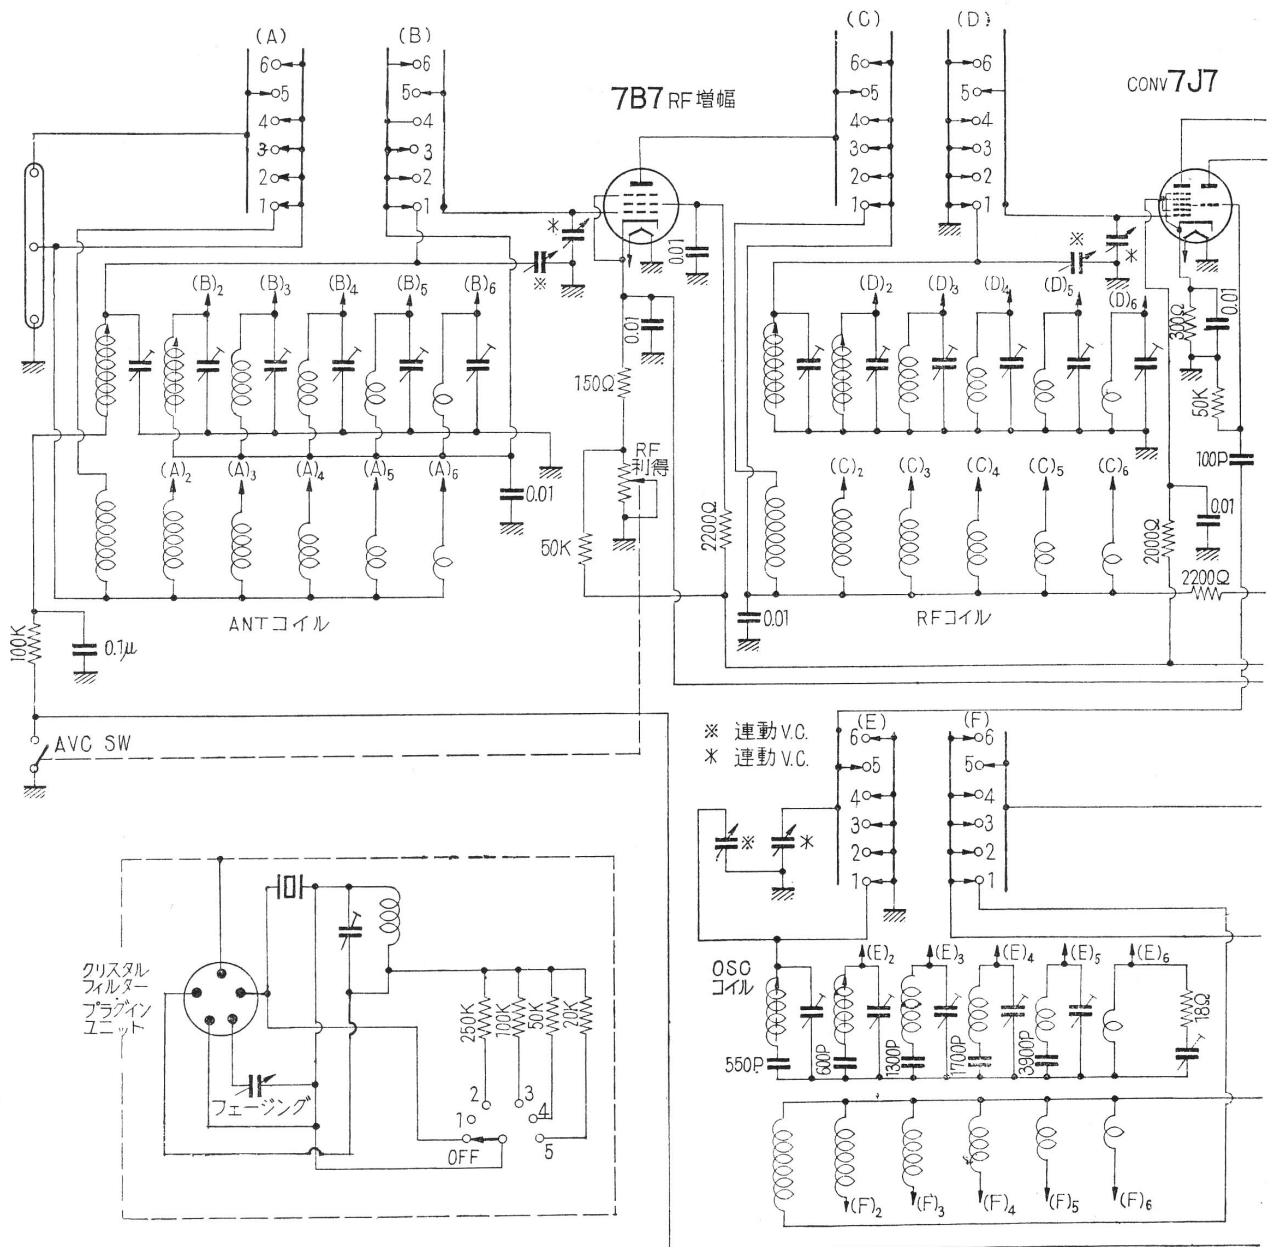 (A)
(B)
(C)
(D)
6
5
4
3
2
1
6
5
4
3
2
1
7B7 RF増幅
6
5
4
3
2
1
6
5
4
3
2
1
CONV 7J7
*
※
0.01
※
*
(B)2
(B)3
(B)4
(B)5
(B)6
(D)2
(D)3
(D)4
(D)5
(D)6
0.01
300Ω
0.01
150Ω
50K
RF
利得
100P
(A)2
(A)3
(A)4
(A)5
(A)6
(C)2
(C)3
(C)4
(C)5
(C)6
0.01
50K
2200Ω
2000Ω
0.01
2200Ω
ANTコイル
0.01
RFコイル
100K
0.1μ
AVC SW
※ 連動 V.C.
* 連動 V.C.
(E)
(F)
6
5
4
3
2
1
6
5
4
3
2
1
※
*
クリスタル
フィルター
プラグイン
ユニット
250K
100K
50K
20K
フェージング
1
2
3
4
5
OFF
OSC
コイル
(E)2
(E)3
(E)4
(E)5
(E)6
550P
600P
1300P
1700P
3900P
18Ω
(F)2
(F)3
(F)4
(F)5
(F)6